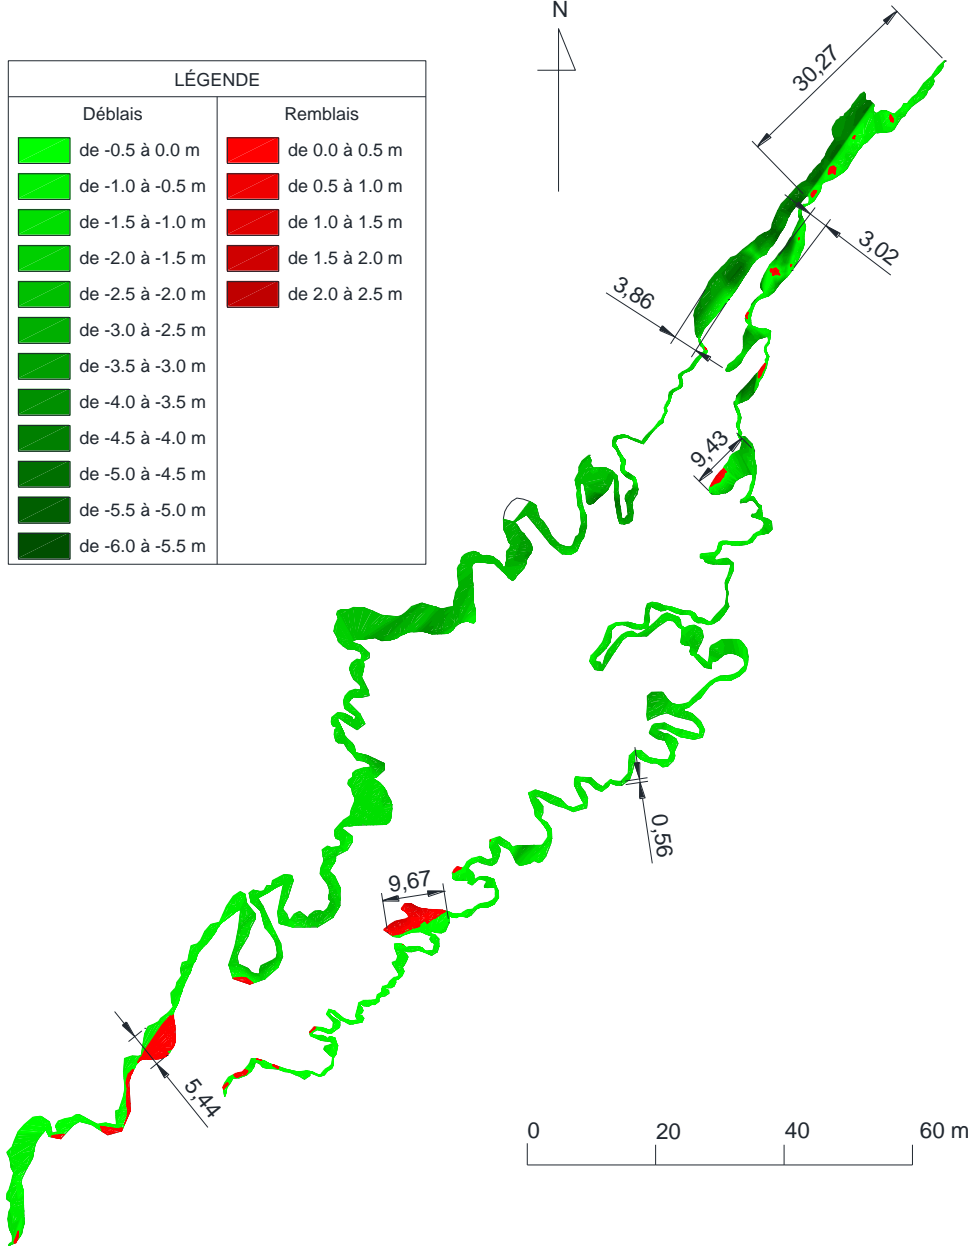 N
LÉGENDE
Déblais
Remblais
de -0.5 à 0.0 m
de 0.0 à 0.5 m
de -1.0 à -0.5 m
de 0.5 à 1.0 m
de -1.5 à -1.0 m
de 1.0 à 1.5 m
de -2.0 à -1.5 m
de 1.5 à 2.0 m
de -2.5 à -2.0 m
de 2.0 à 2.5 m
de -3.0 à -2.5 m
de -3.5 à -3.0 m
de -4.0 à -3.5 m
de -4.5 à -4.0 m
de -5.0 à -4.5 m
de -5.5 à -5.0 m
de -6.0 à -5.5 m
30,27
3,02
3,86
9,43
0,56
9,67
5,44
0 20 40 60 m